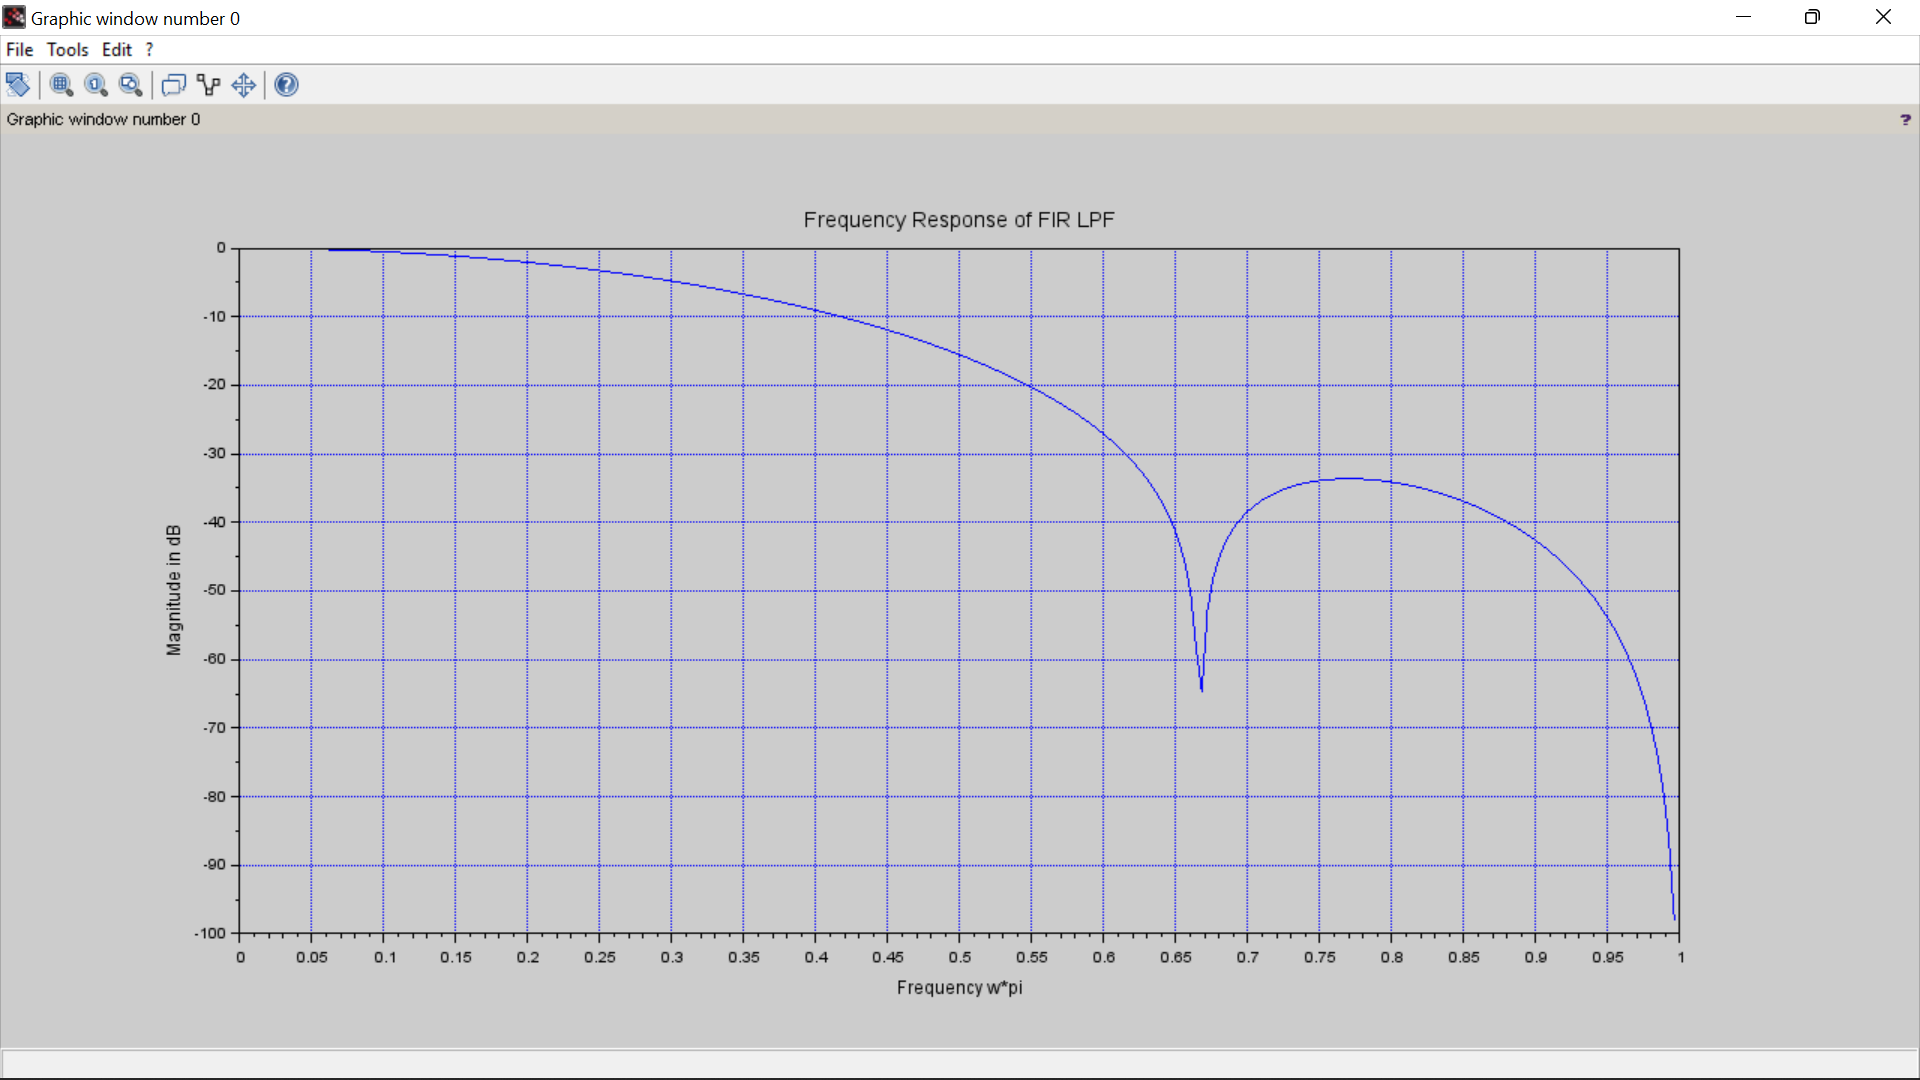 Graphic window number 0
File Tools Edit ?
Graphic window number 0 ?
Frequency Response of FIR LPF
0
-10
-20
-30
-40
-50
-60
-70
-80
-90
-100
Magnitude in dB
0 0.05 0.1 0.15 0.2 0.25 0.3 0.35 0.4 0.45 0.5 0.55 0.6 0.65 0.7 0.75 0.8 0.85 0.9 0.95 1
Frequency w*pi